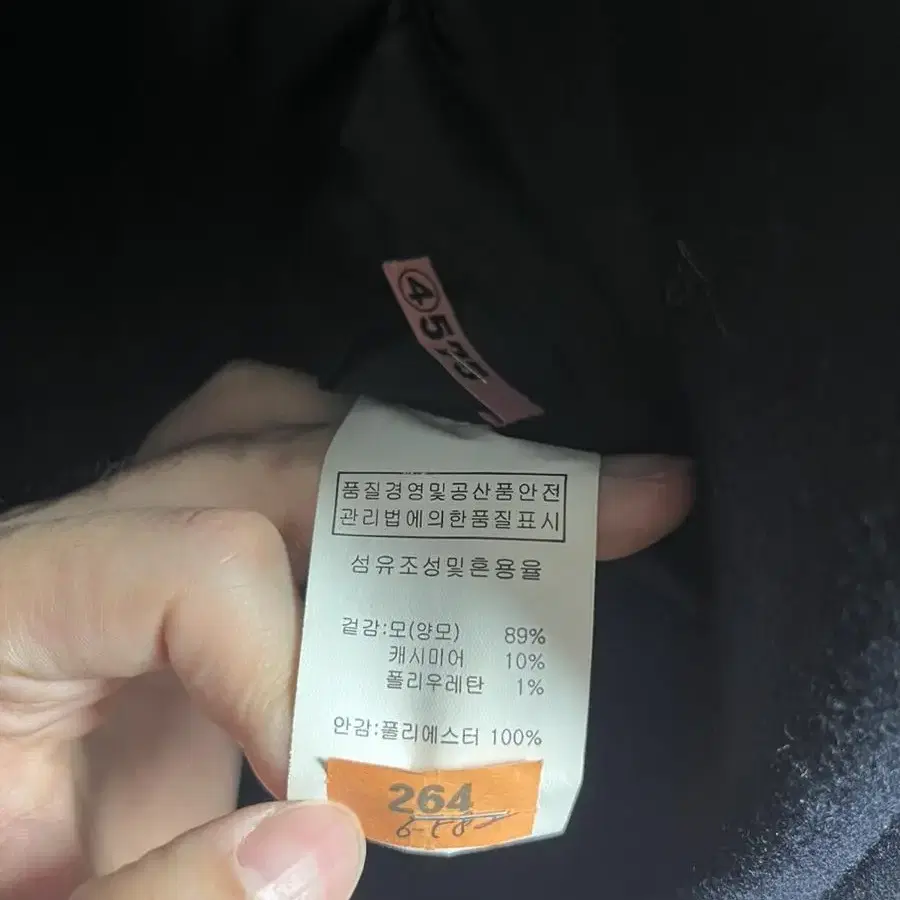 ④575
품질경영및공산품안전
관리법에의한품질표시
섬유조성및혼용율
겉감:모(양모) 89%
캐시미어 10%
폴리우레탄 1%
안감:폴리에스터 100%
264